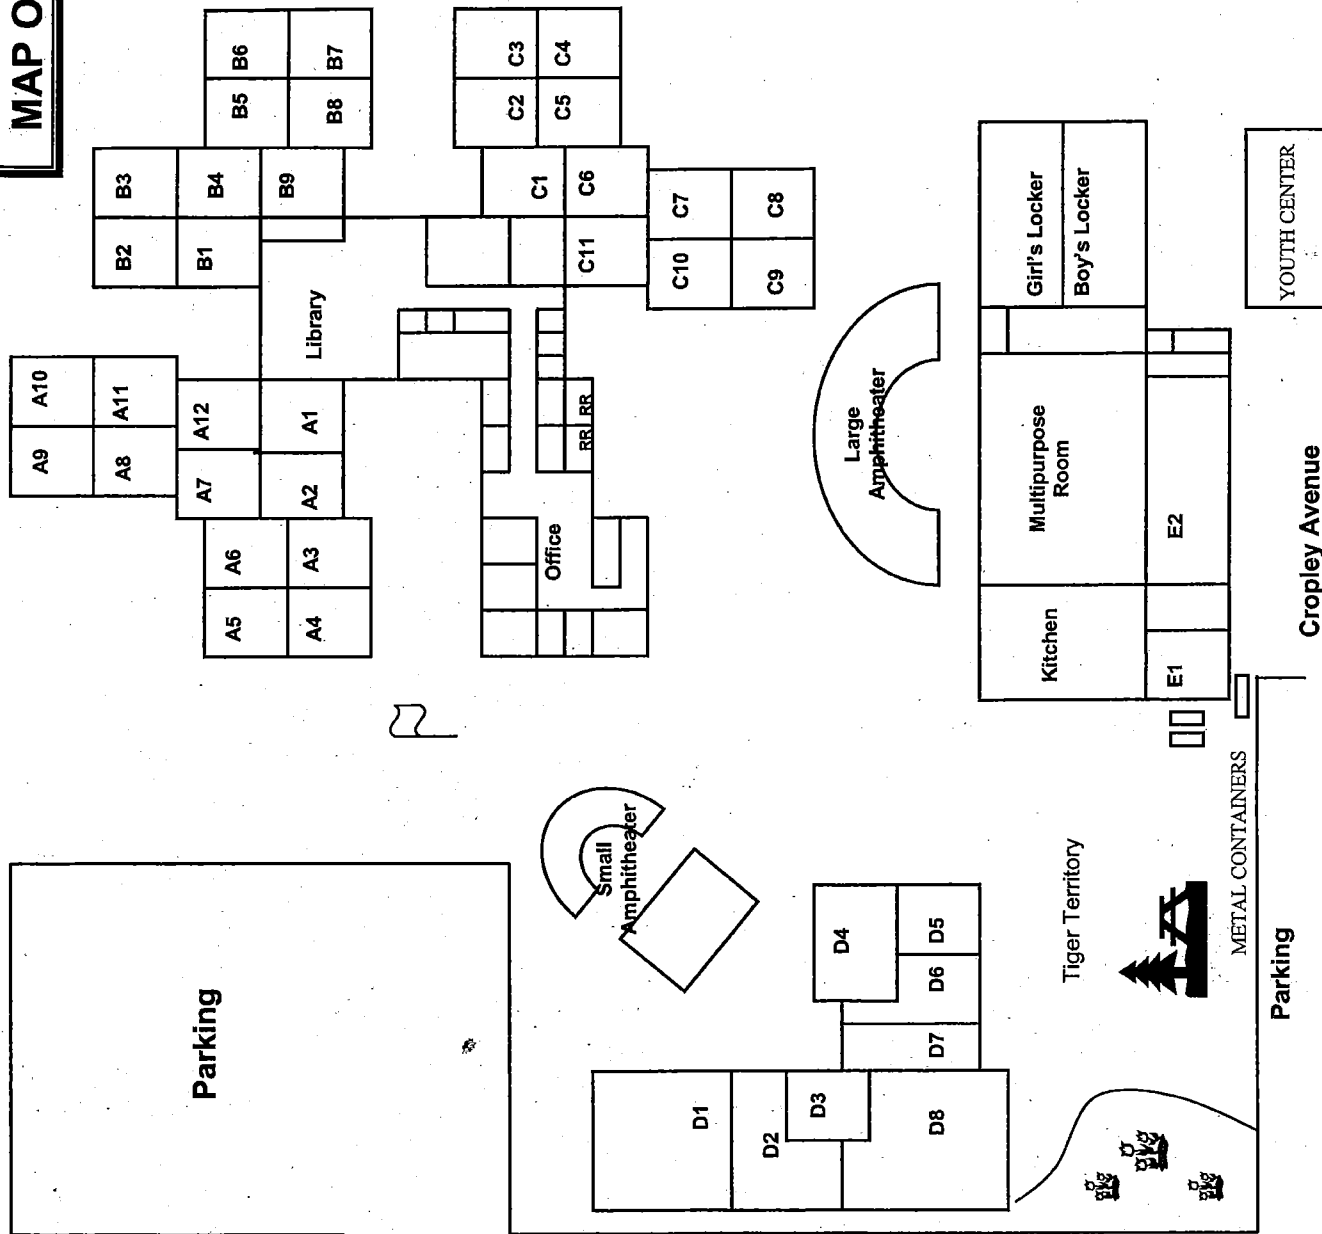 MAP O
B6
B7
B5
B8
B3
B4
B9
B2
B1
C3
C4
C2
C5
C1
C6
C7
C8
C11
C10
C9
Library
A10
A11
A9
A8
A12
A1
A7
A2
A6
A3
A5
A4
RR
RR
Office
Large
Amphitheater
Girl's Locker
Boy's Locker
YOUTH CENTER
Multipurpose
Room
Kitchen
E2
E1
Cropley Avenue
Small
Amphitheater
Parking
D4
D5
D6
D7
D1
D2
D3
D8
Tiger Territory
METAL CONTAINERS
Parking